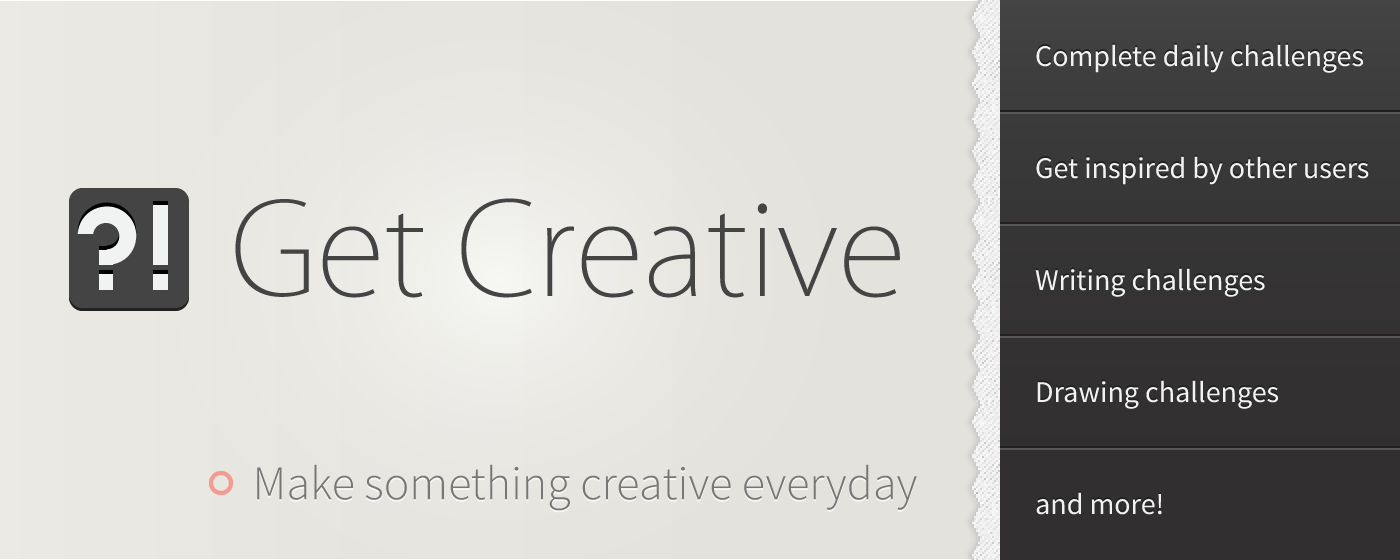 ?! Get Creative
Make something creative everyday
Complete daily challenges
Get inspired by other users
Writing challenges
Drawing challenges
and more!